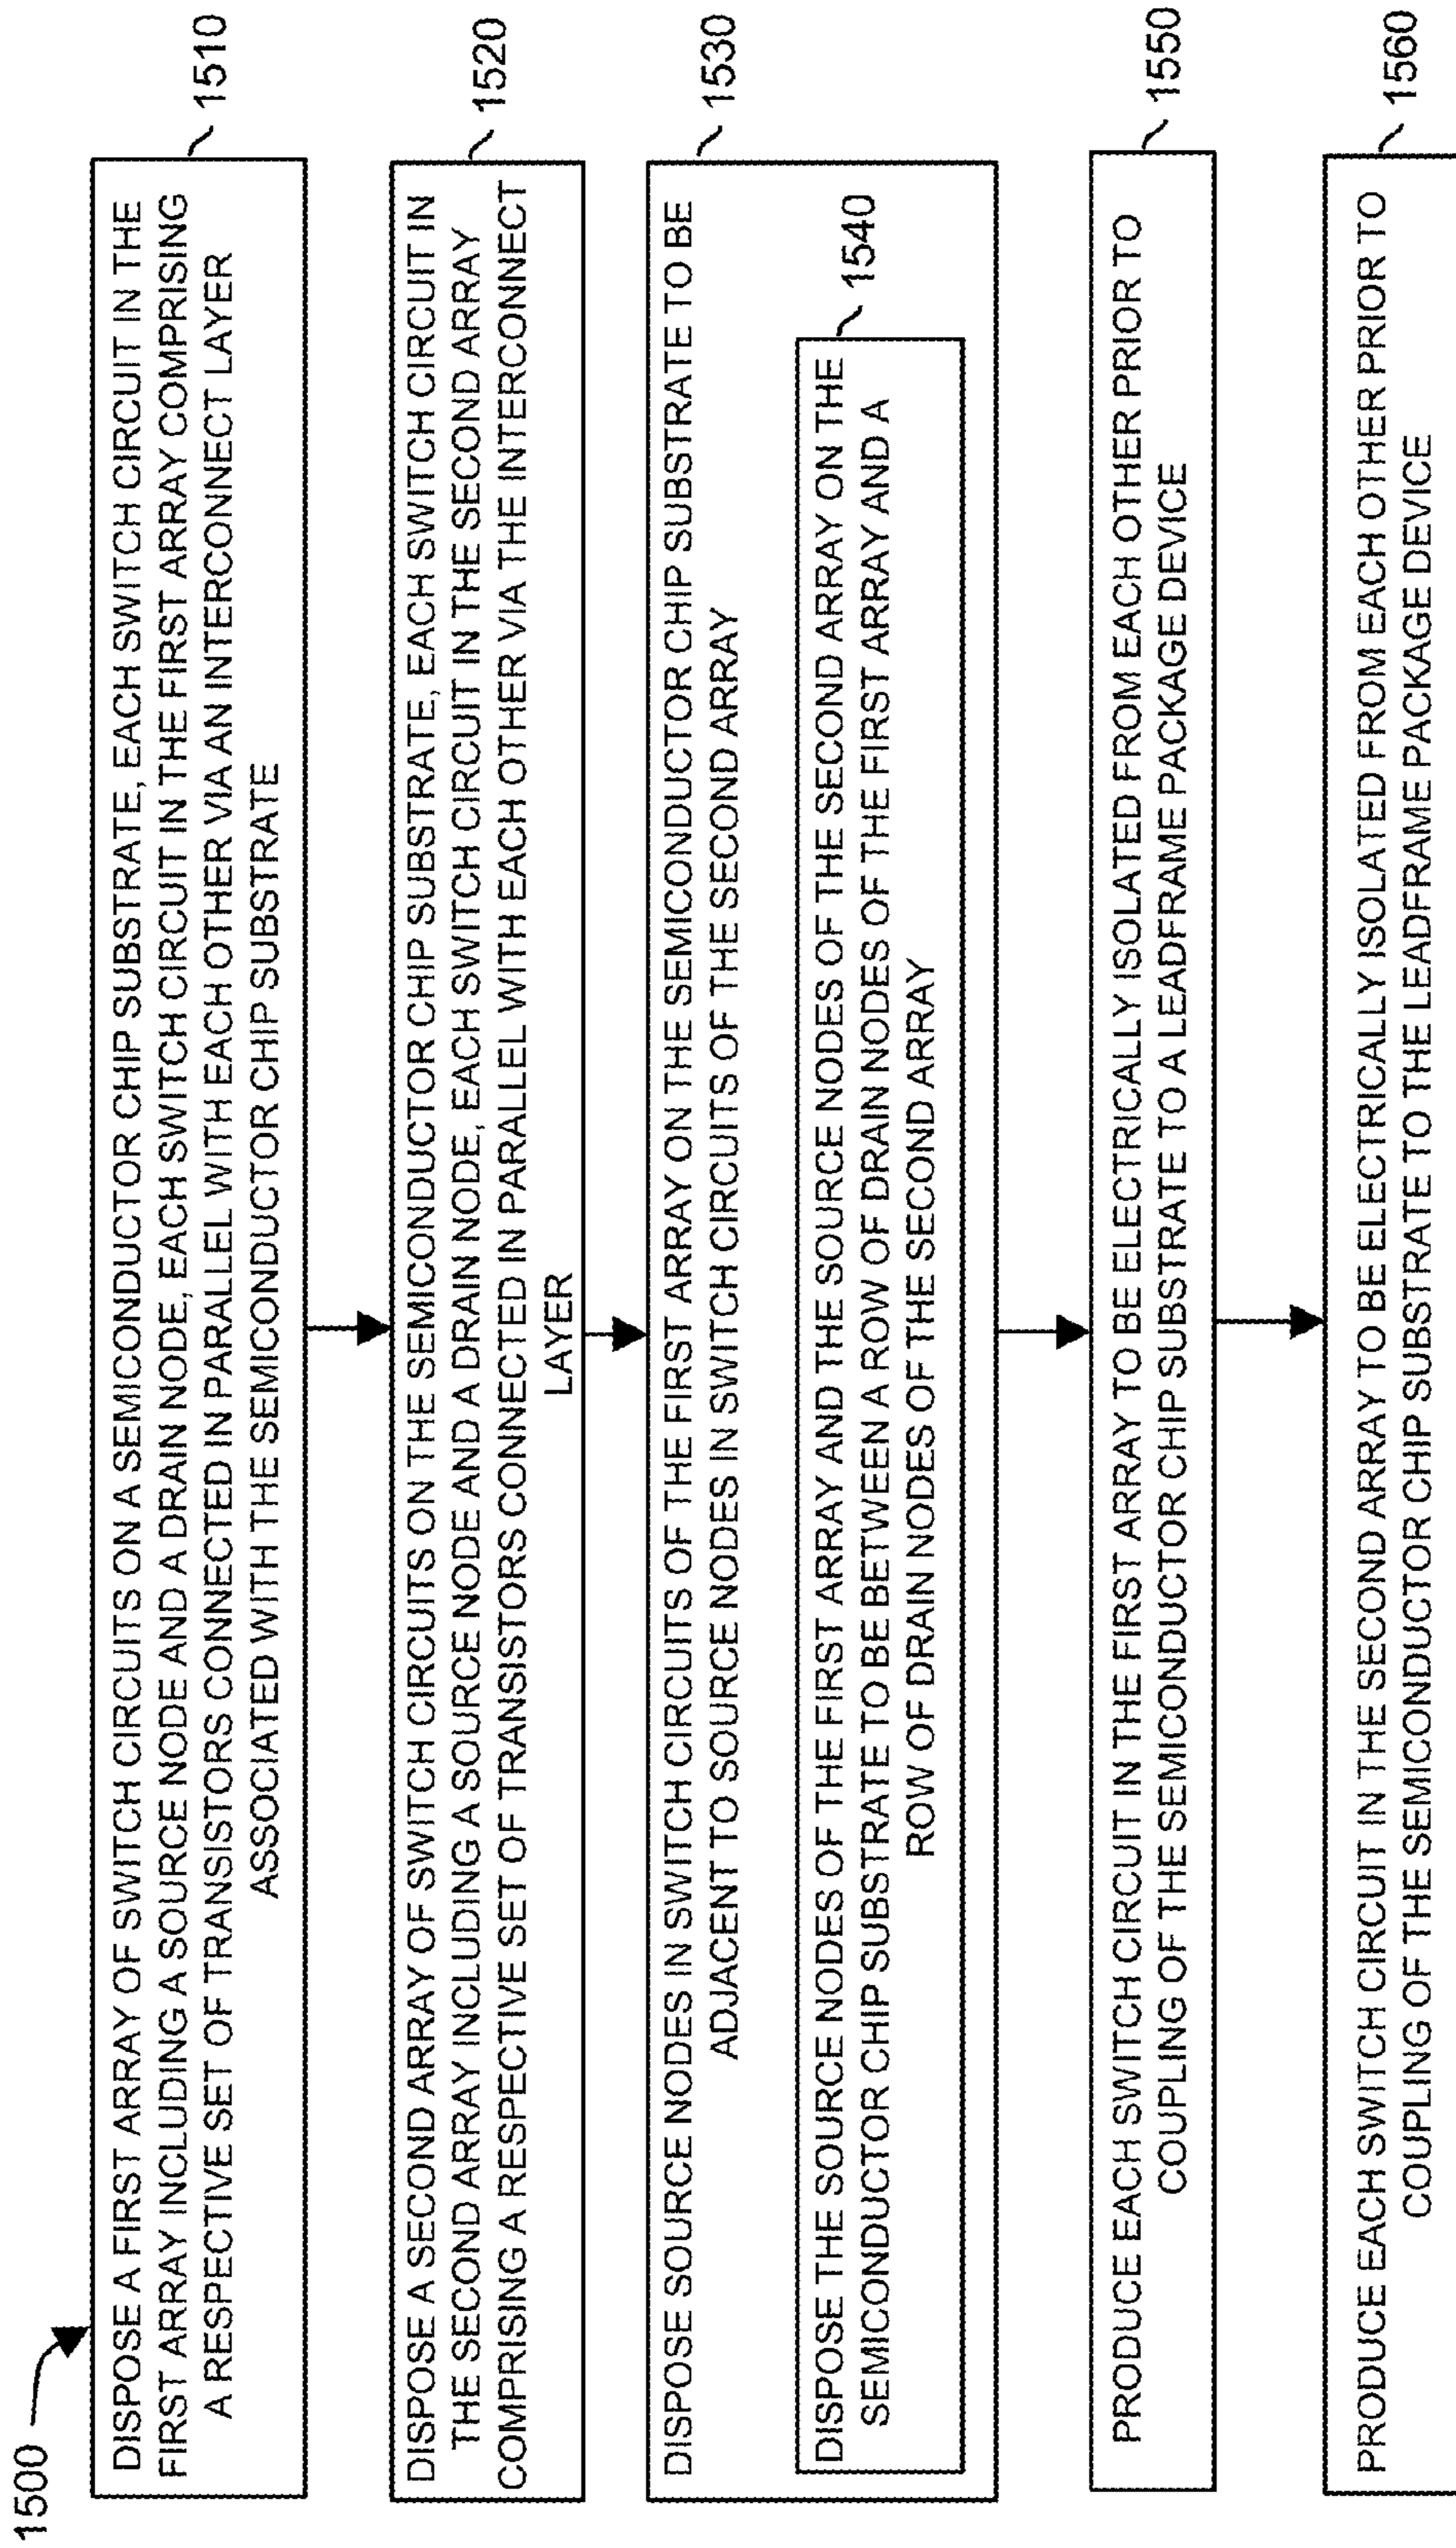 1500
DISPOSE A FIRST ARRAY OF SWITCH CIRCUITS ON A SEMICONDUCTOR CHIP SUBSTRATE, EACH SWITCH CIRCUIT IN THE
FIRST ARRAY INCLUDING A SOURCE NODE AND A DRAIN NODE, EACH SWITCH CIRCUIT IN THE FIRST ARRAY COMPRISING
A RESPECTIVE SET OF TRANSISTORS CONNECTED IN PARALLEL WITH EACH OTHER VIA AN INTERCONNECT LAYER
ASSOCIATED WITH THE SEMICONDUCTOR CHIP SUBSTRATE
1510
DISPOSE A SECOND ARRAY OF SWITCH CIRCUITS ON THE SEMICONDUCTOR CHIP SUBSTRATE, EACH SWITCH CIRCUIT IN
THE SECOND ARRAY INCLUDING A SOURCE NODE AND A DRAIN NODE, EACH SWITCH CIRCUIT IN THE SECOND ARRAY
COMPRISING A RESPECTIVE SET OF TRANSISTORS CONNECTED IN PARALLEL WITH EACH OTHER VIA THE INTERCONNECT
LAYER
1520
DISPOSE SOURCE NODES IN SWITCH CIRCUITS OF THE FIRST ARRAY ON THE SEMICONDUCTOR CHIP SUBSTRATE TO BE
ADJACENT TO SOURCE NODES IN SWITCH CIRCUITS OF THE SECOND ARRAY
1530
DISPOSE THE SOURCE NODES OF THE FIRST ARRAY AND THE SOURCE NODES OF THE SECOND ARRAY ON THE
SEMICONDUCTOR CHIP SUBSTRATE TO BE BETWEEN A ROW OF DRAIN NODES OF THE FIRST ARRAY AND A
ROW OF DRAIN NODES OF THE SECOND ARRAY
1540
PRODUCE EACH SWITCH CIRCUIT IN THE FIRST ARRAY TO BE ELECTRICALLY ISOLATED FROM EACH OTHER PRIOR TO
COUPLING OF THE SEMICONDUCTOR CHIP SUBSTRATE TO A LEADFRAME PACKAGE DEVICE
1550
PRODUCE EACH SWITCH CIRCUIT IN THE SECOND ARRAY TO BE ELECTRICALLY ISOLATED FROM EACH OTHER PRIOR TO
COUPLING OF THE SEMICONDUCTOR CHIP SUBSTRATE TO THE LEADFRAME PACKAGE DEVICE
1560